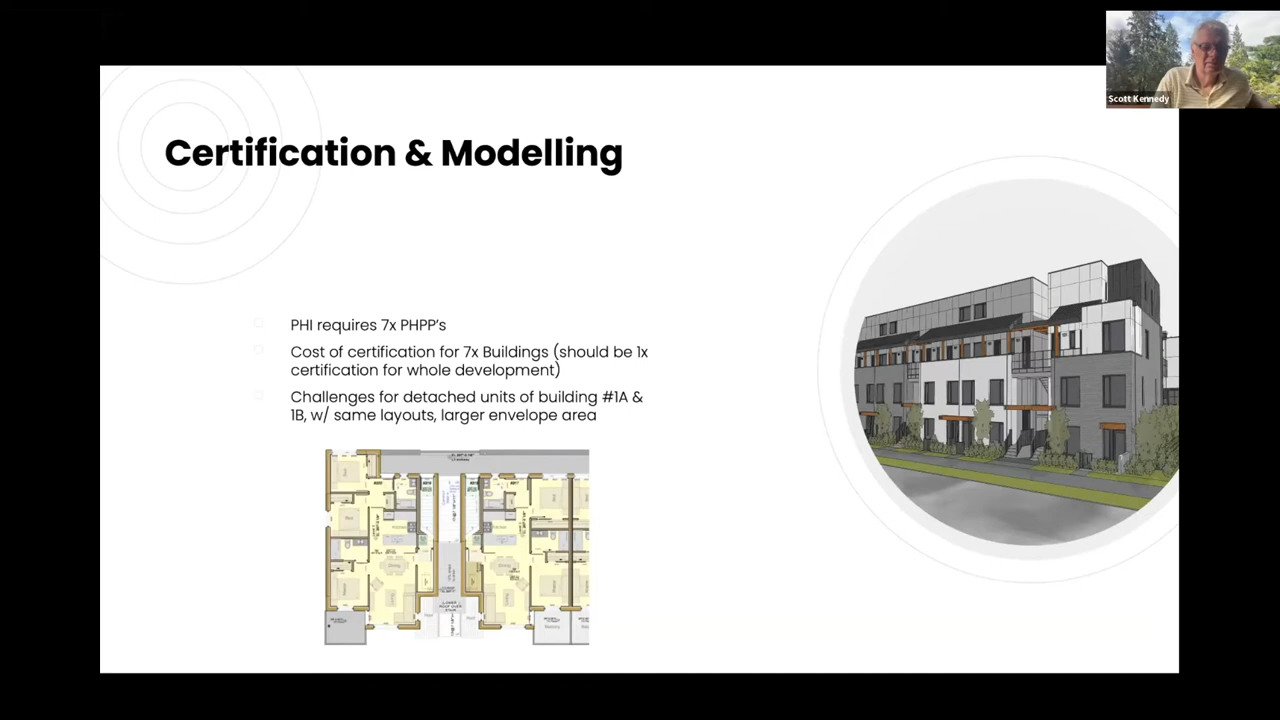 Scott Kennedy
Certification & Modelling
PHI requires 7x PHPP's
Cost of certification for 7x Buildings (should be 1x
certification for whole development)
Challenges for detached units of building #1A &
1B, w/ same layouts, larger envelope area